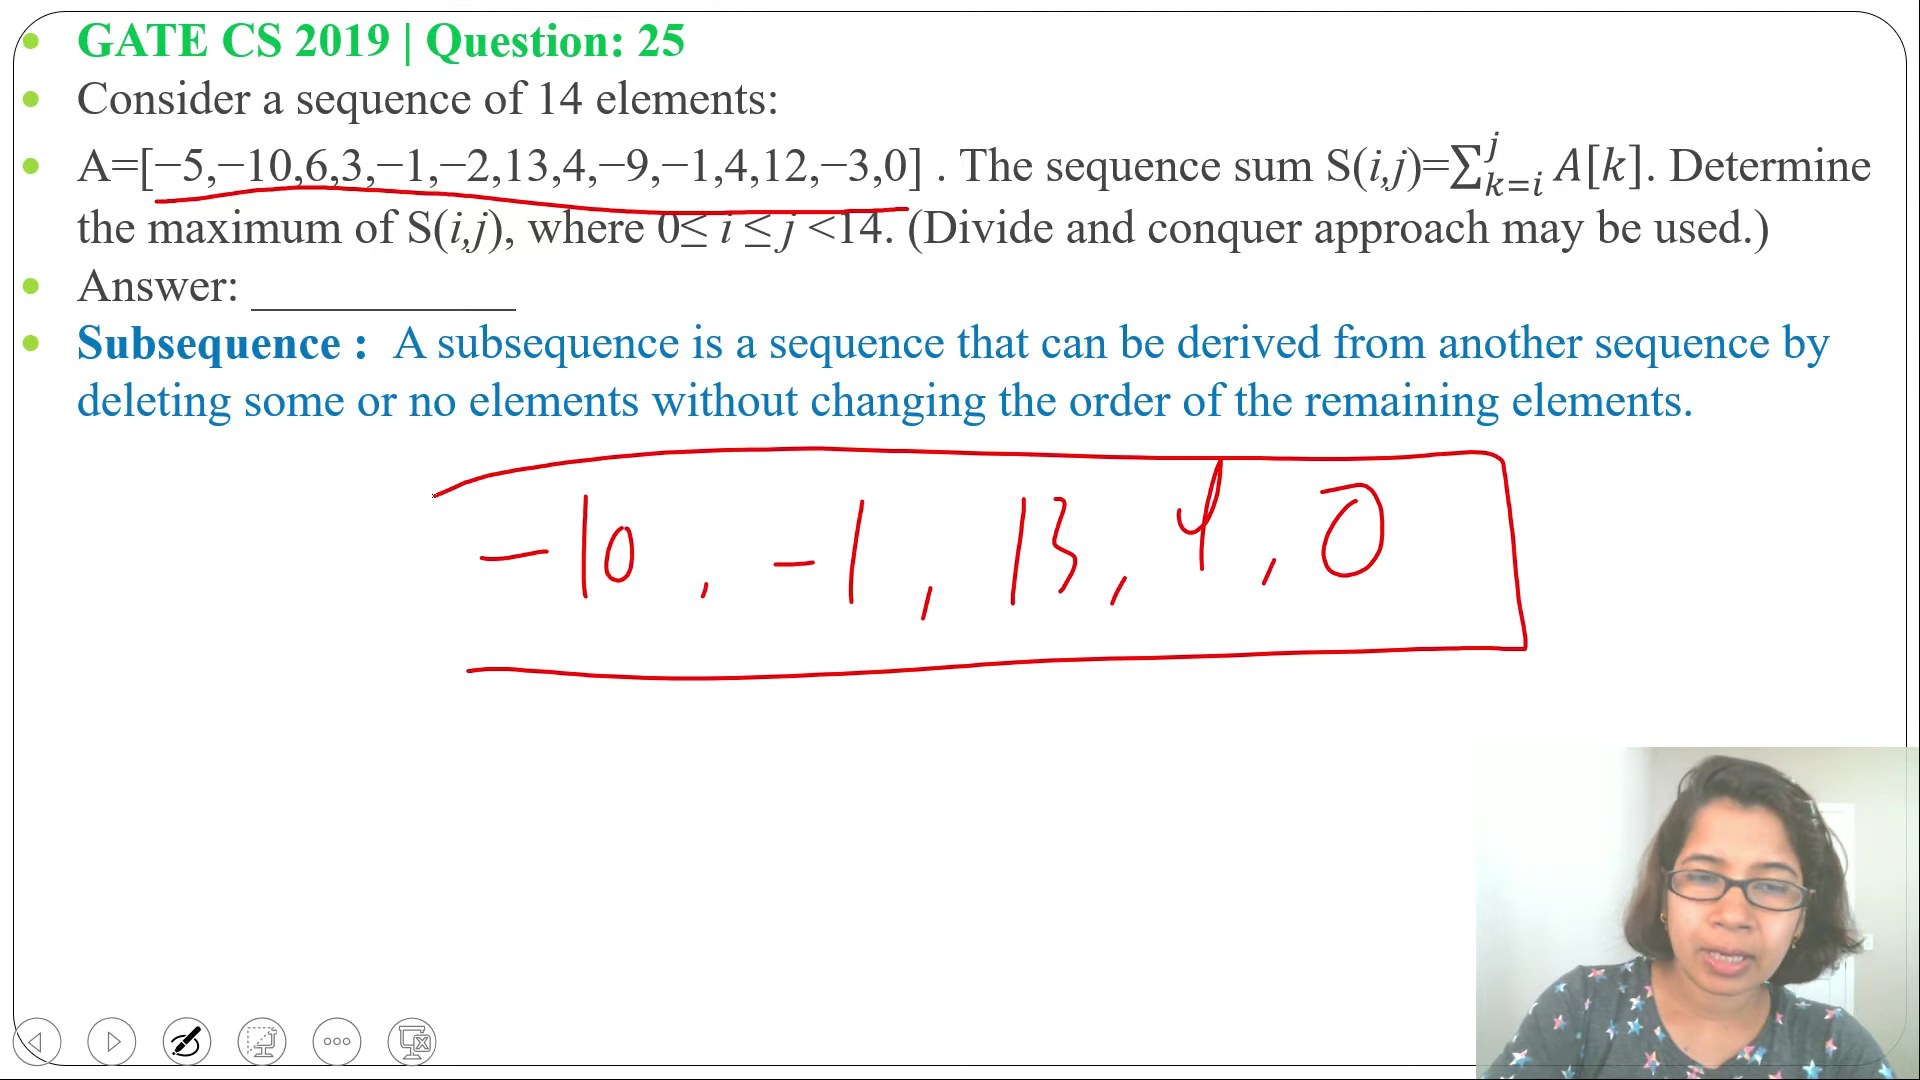 GATE CS 2019 | Question: 25
Consider a sequence of 14 elements:
A=[−5,−10,6,3,−1,−2,13,4,−9,−1,4,12,−3,0] . The sequence sum S(i,j)=∑_{k=i}^{j} A[k]. Determine
the maximum of S(i,j), where 0≤ i ≤ j <14. (Divide and conquer approach may be used.)
Answer: ____________
Subsequence : A subsequence is a sequence that can be derived from another sequence by
deleting some or no elements without changing the order of the remaining elements.
−10, −1, 13, 4, 0